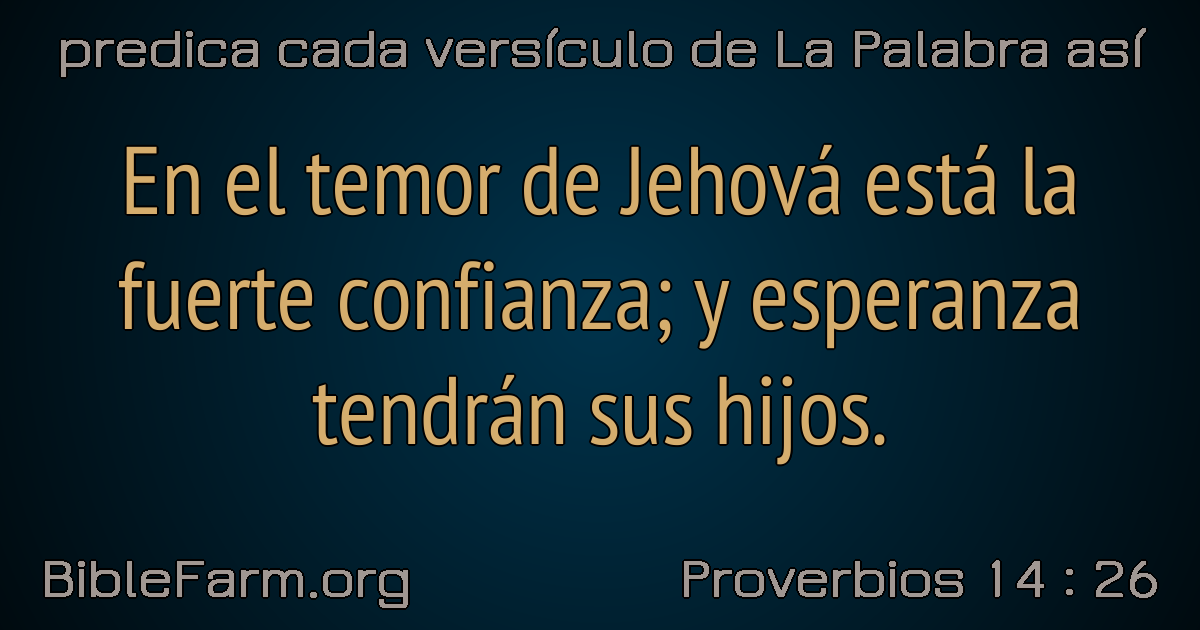 predica cada versículo de La Palabra así
En el temor de Jehová está la
fuerte confianza; y esperanza
tendrán sus hijos.
BibleFarm.org
Proverbios 14 : 26